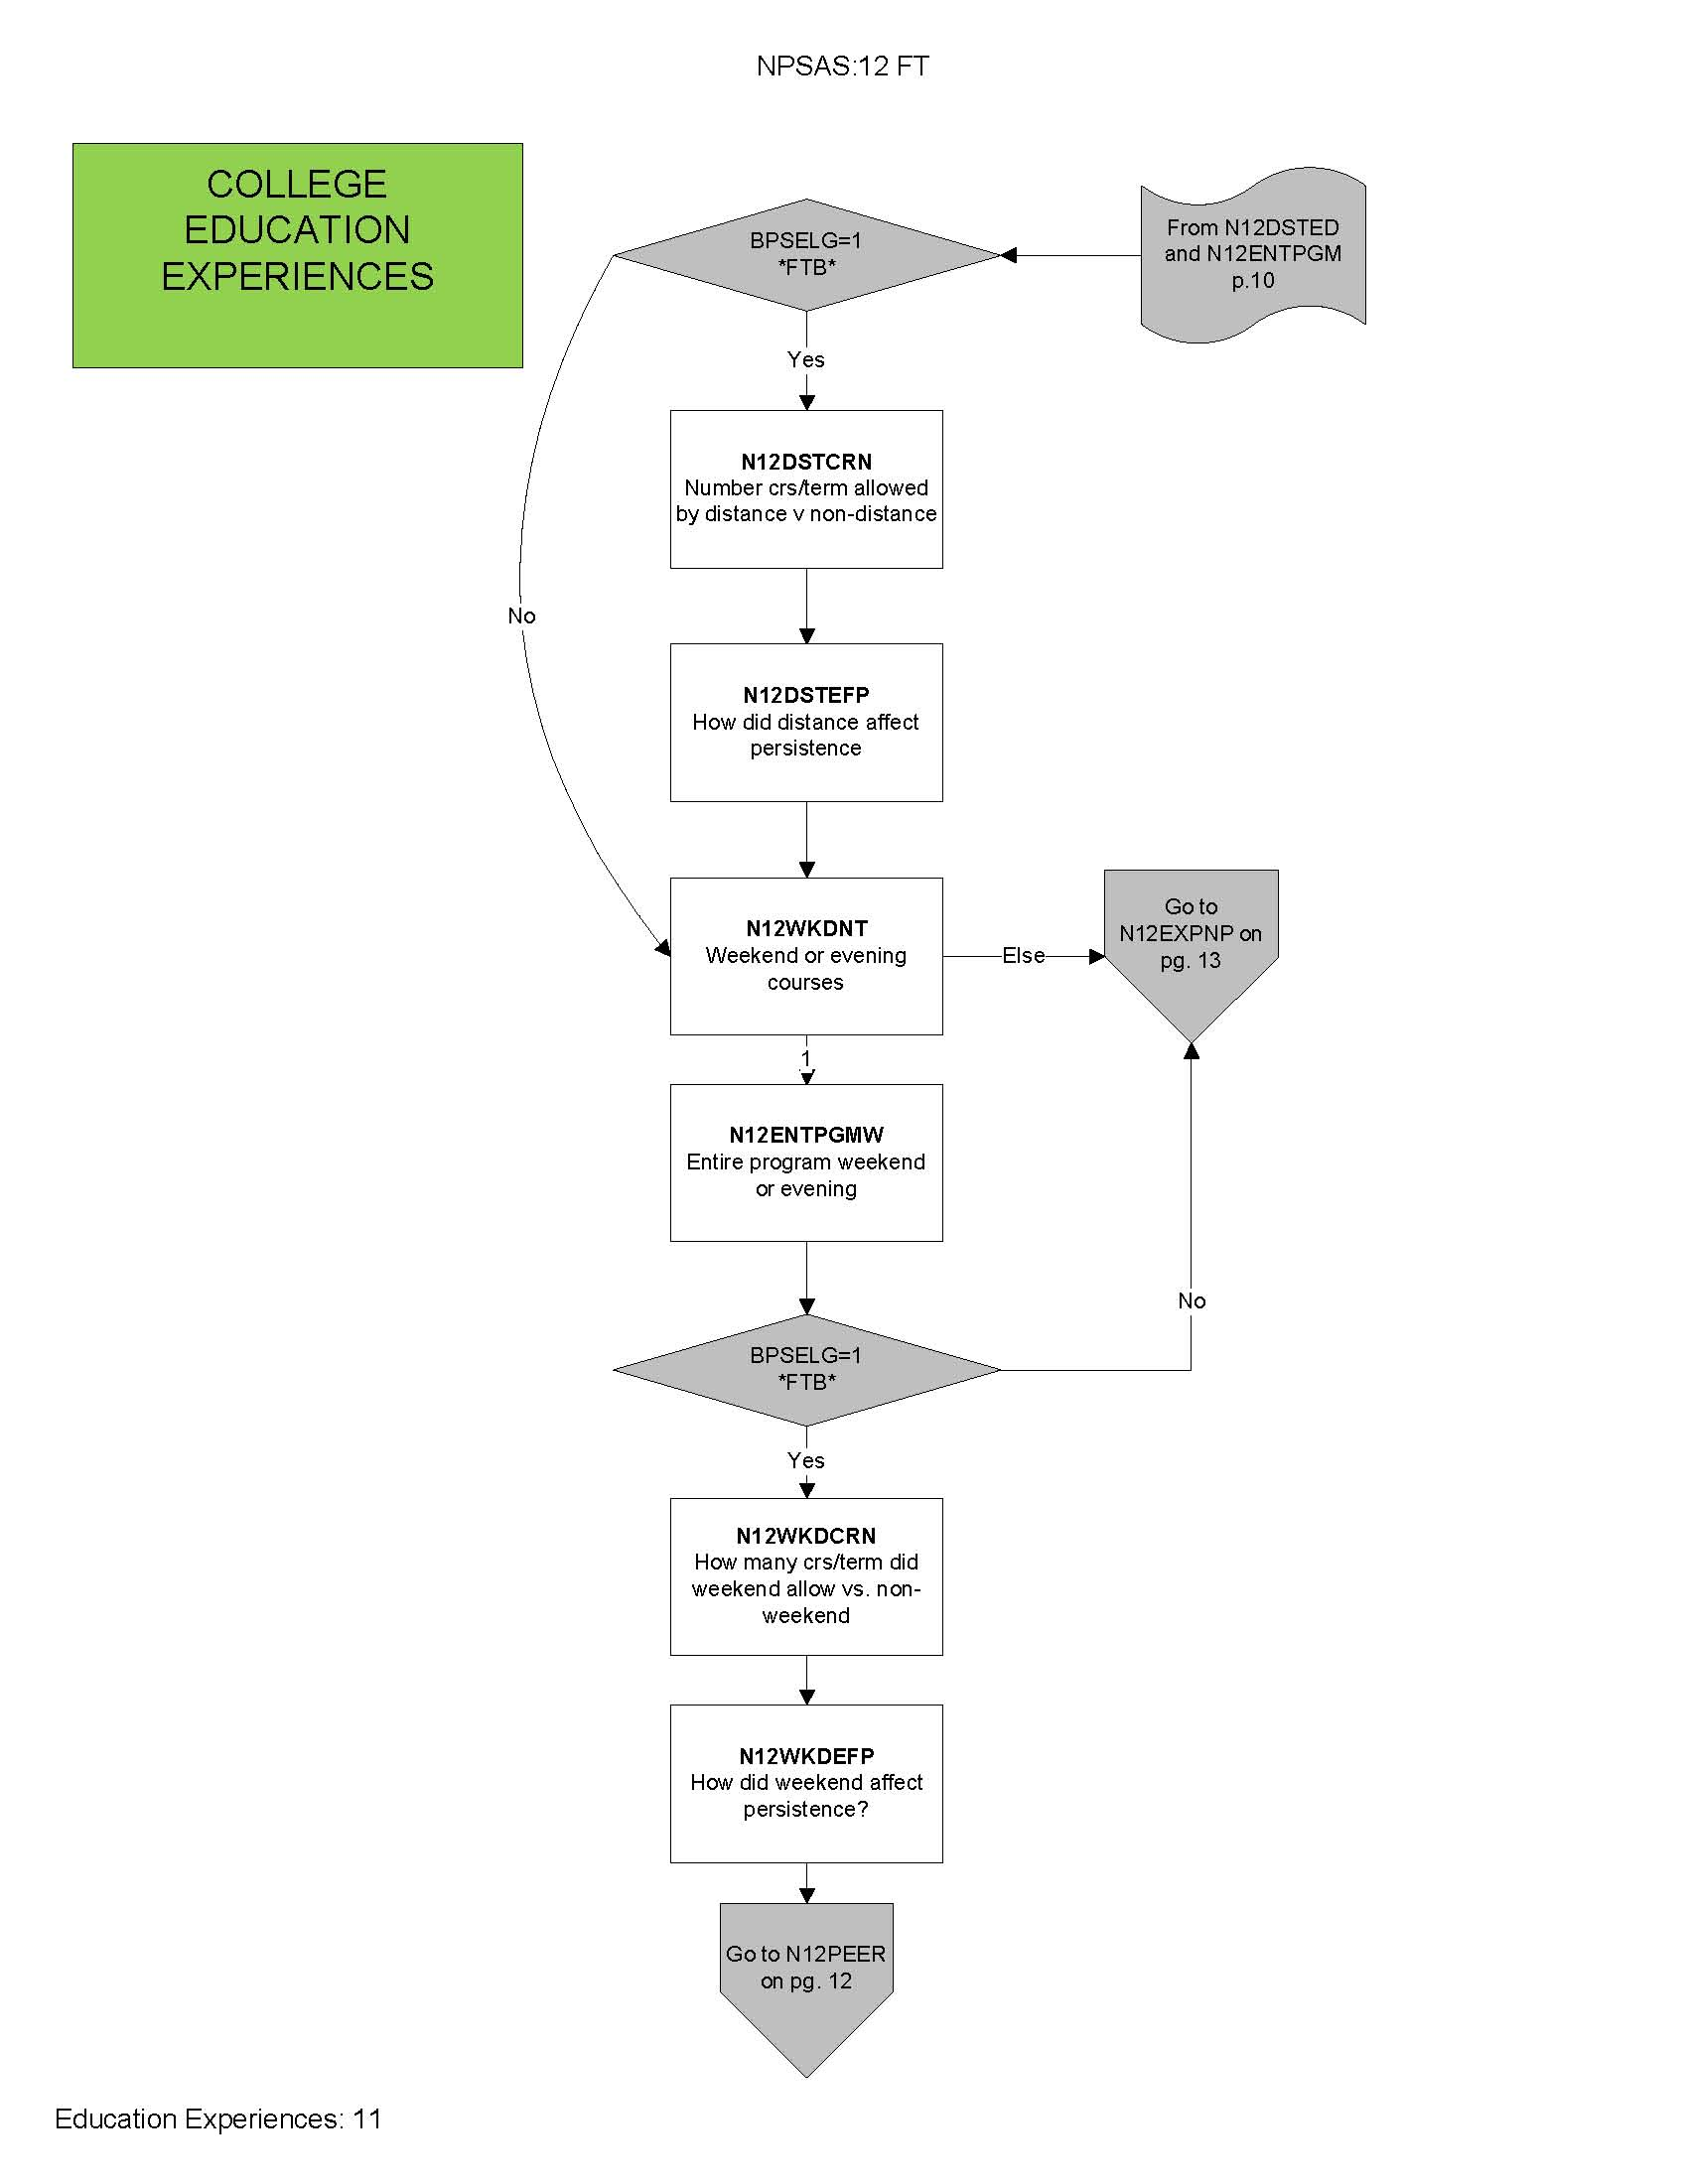 NPSAS:12 FT
COLLEGE
EDUCATION
EXPERIENCES
BPSELG=1
*FTB*
From N12DSTED
and N12ENTPGM
p.10
Yes
N12DSTCRN
Number crs/term allowed
by distance v non-distance
No
N12DSTEFP
How did distance affect
persistence
N12WKDNT
Weekend or evening
courses
Else
Go to
N12EXPNP on
pg. 13
1
N12ENTPGMW
Entire program weekend
or evening
No
BPSELG=1
*FTB*
Yes
N12WKDCRN
How many crs/term did
weekend allow vs. non-
weekend
N12WKDEFP
How did weekend affect
persistence?
Go to N12PEER
on pg. 12
Education Experiences: 11